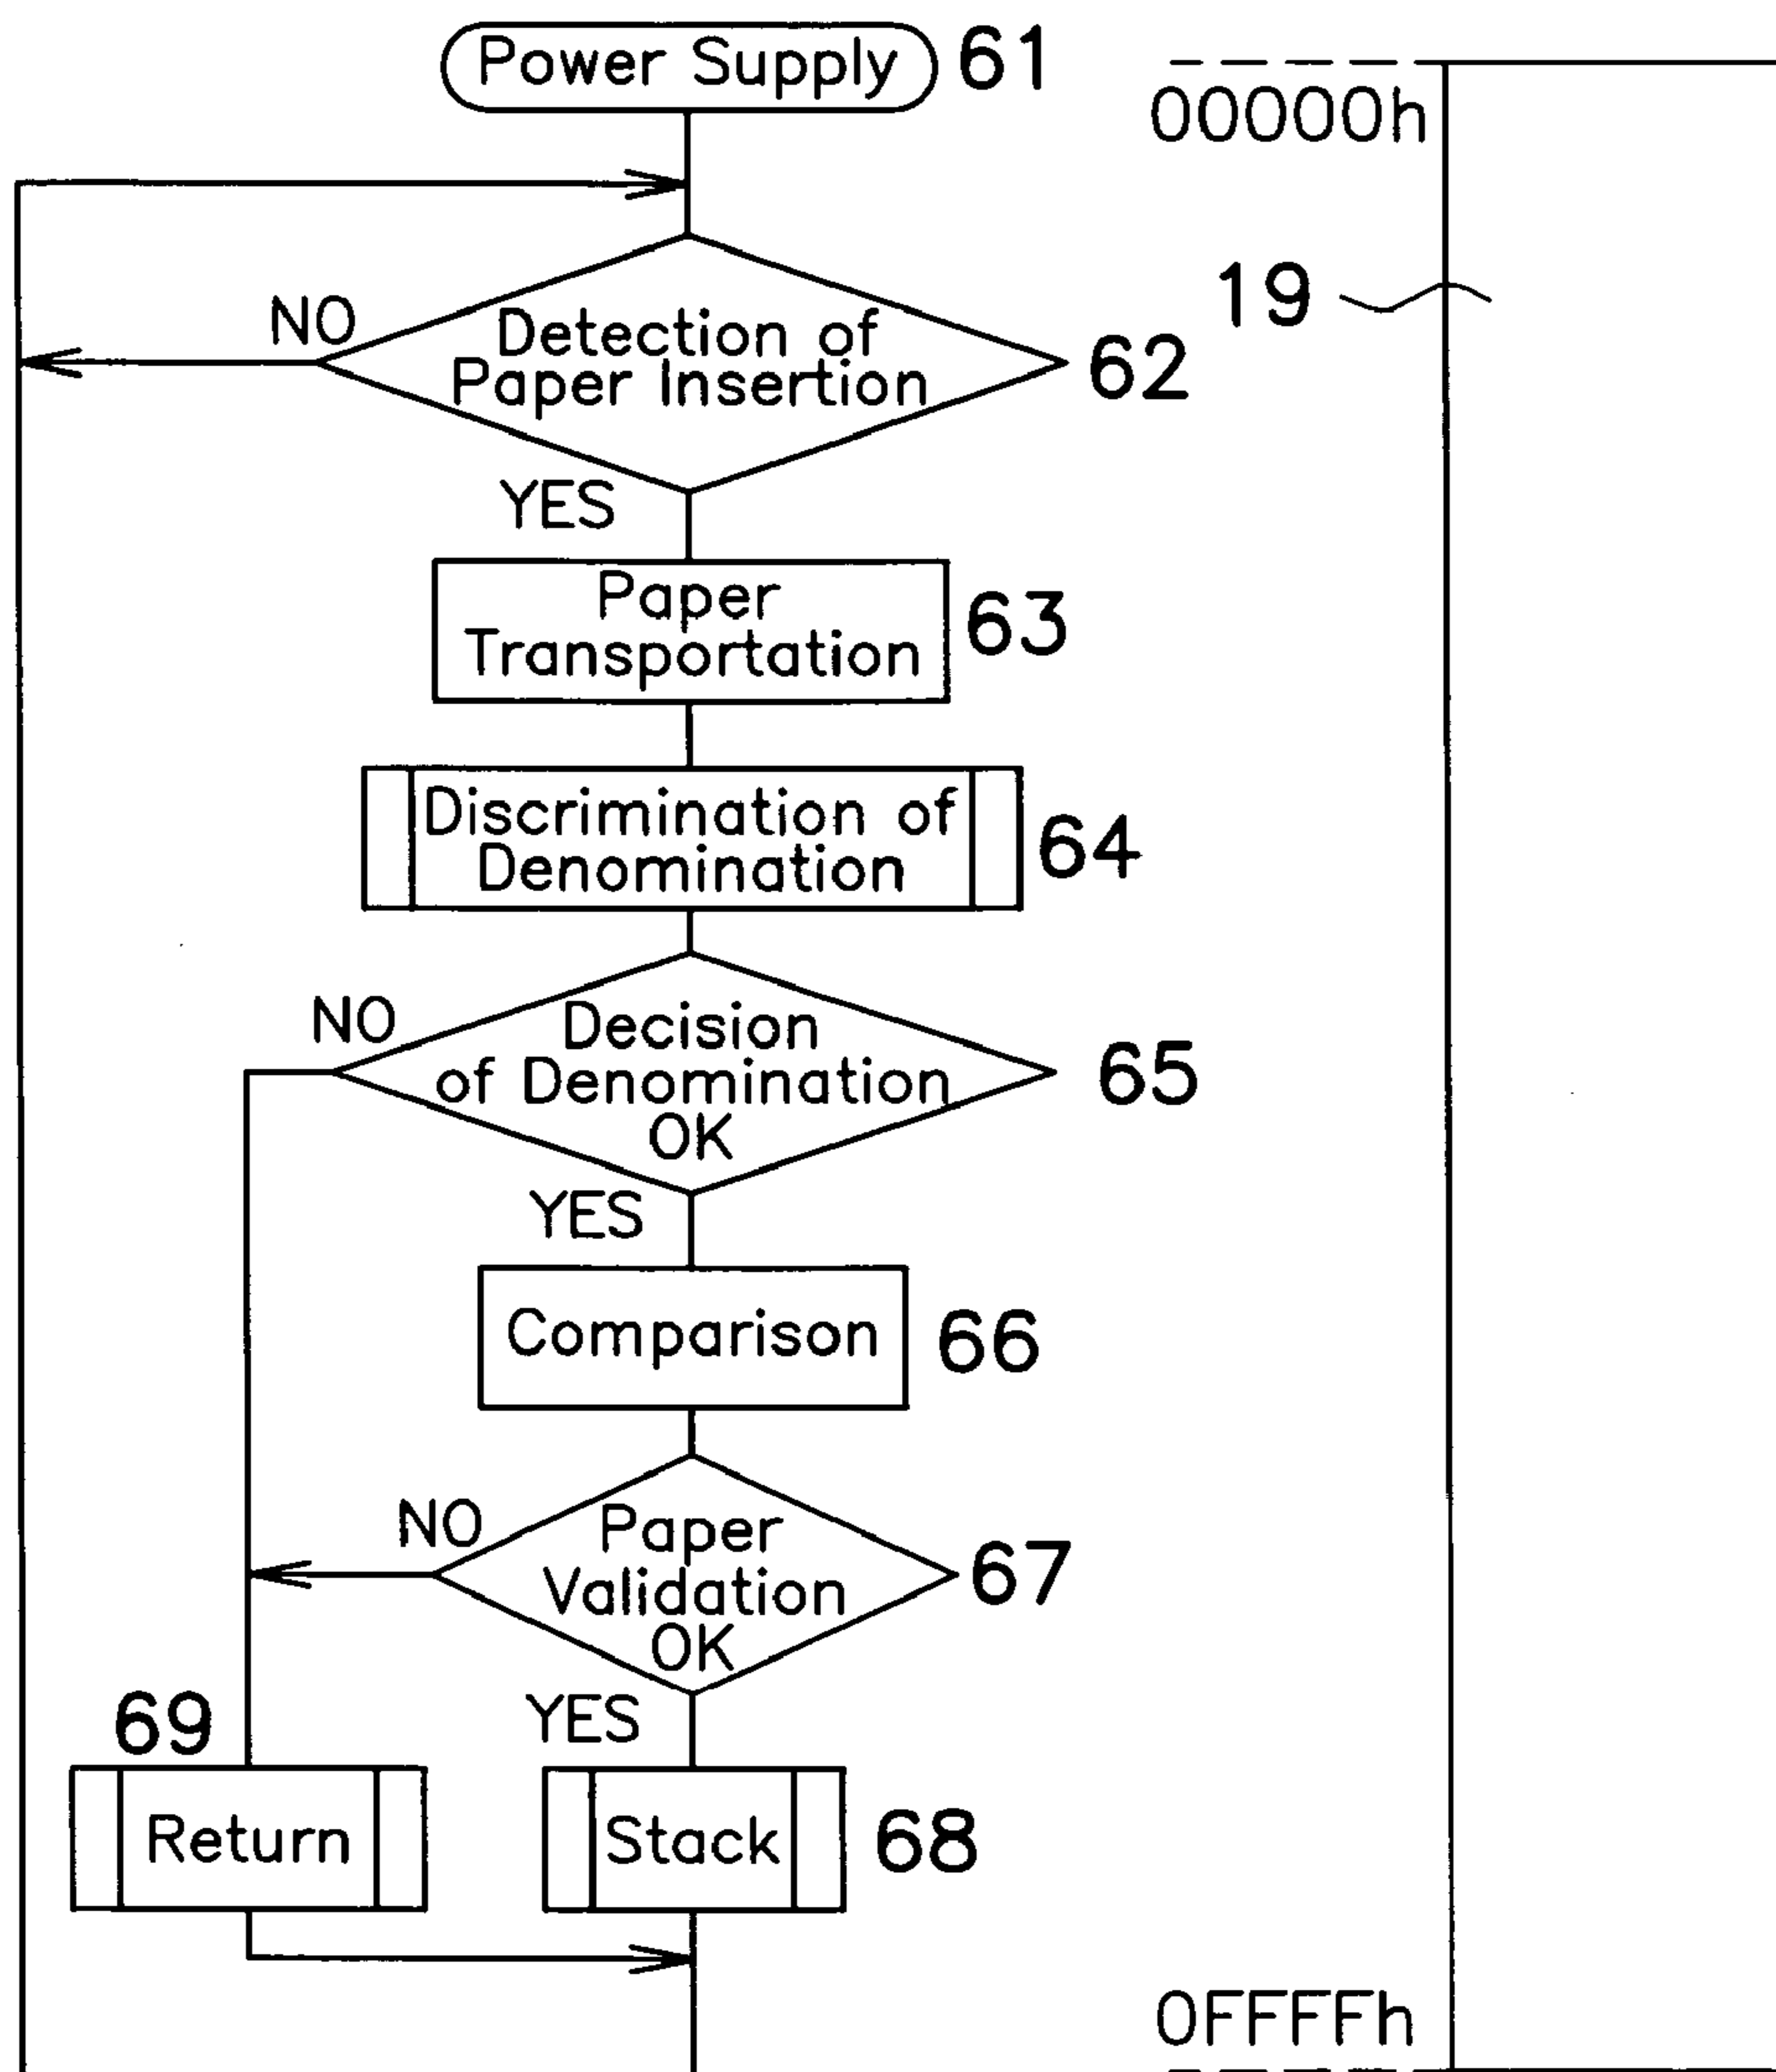 Power Supply 61
NO
Detection of
Paper Insertion
62
YES
Paper
Transportation
63
Discrimination of
Denomination
64
NO
Decision
of Denomination
OK
65
YES
Comparison 66
NO
Paper
Validation
OK
67
YES
69
Return
Stack 68
00000h
19
0FFFFh